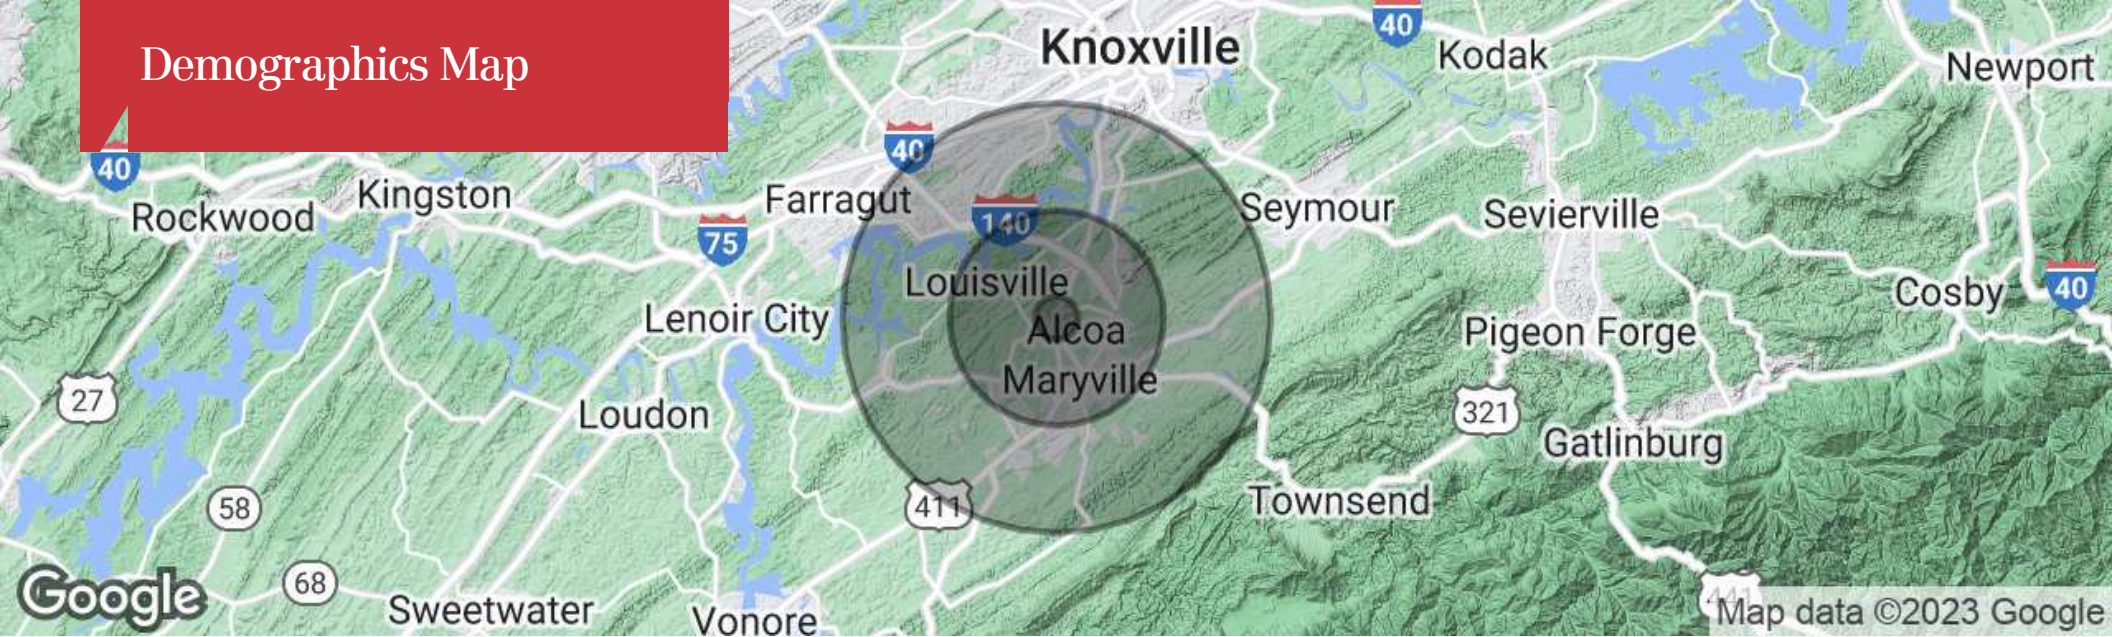 Demographics Map
Knoxville
40
Kodak
Newport
40
40
Kingston
Rockwood
Farragut
75
140
Seymour
Sevierville
Louisville
Cosby
40
Lenoir City
Alcoa
Pigeon Forge
Maryville
27
Loudon
321
Gatlinburg
411
Townsend
58
68
Google
Sweetwater
Vonore
441
Map data ©2023 Google